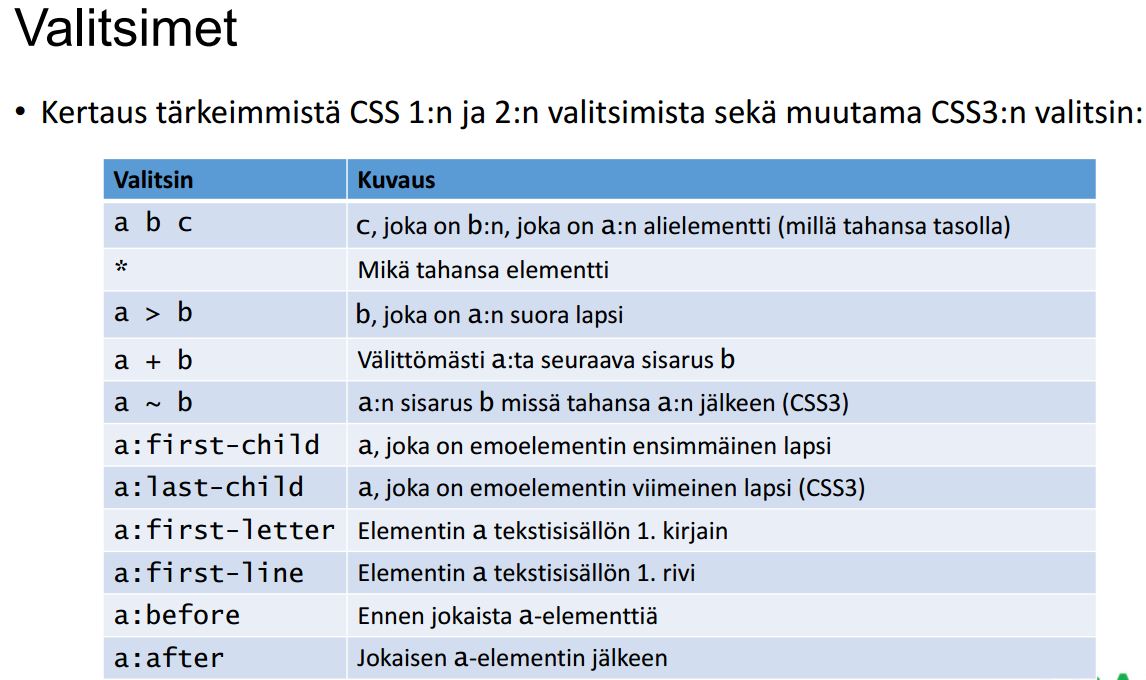 Valitsimet
• Kertaus tärkeimmistä CSS 1:n ja 2:n valitsimista sekä muutama CSS3:n valitsin:
Valitsin Kuvaus
a b c c, joka on b:n, joka on a:n alielementti (millä tahansa tasolla)
* Mikä tahansa elementti
a > b b, joka on a:n suora lapsi
a + b Välittömästi a:ta seuraava sisarus b
a ~ b a:n sisarus b missä tahansa a:n jälkeen (CSS3)
a:first-child a, joka on emoelementin ensimmäinen lapsi
a:last-child a, joka on emoelementin viimeinen lapsi (CSS3)
a:first-letter Elementin a tekstisisällön 1. kirjain
a:first-line Elementin a tekstisisällön 1. rivi
a:before Ennen jokaista a-elementtiä
a:after Jokaisen a-elementin jälkeen